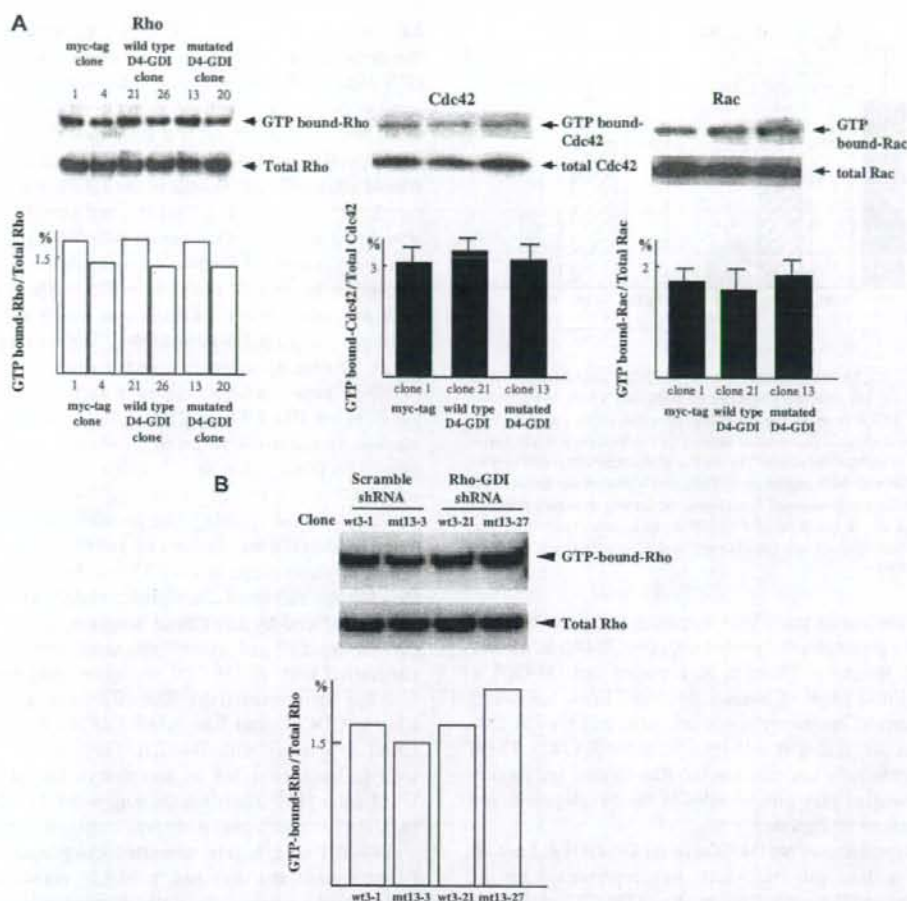 A
Rho
myc-tag clone
wild type D4-GDI clone
mutated D4-GDI clone
1 4 21 26 13 20
GTP bound-Rho
Total Rho
%
1.5
GTP bound-Rho/Total Rho
1 4 21 26 13 20
myc-tag clone
wild type D4-GDI clone
mutated D4-GDI clone
Cdc42
GTP bound-Cdc42
total Cdc42
%
3
GTP bound-Cdc42/Total Cdc42
clone 1 clone 21 clone 13
myc-tag
wild type D4-GDI
mutated D4-GDI
Rac
GTP bound-Rac
total Rac
%
2
GTP bound-Rac/Total Rac
clone 1 clone 21 clone 13
myc-tag
wild type D4-GDI
mutated D4-GDI
B
Scramble shRNA
Rho-GDI shRNA
Clone wt3-1 mt13-3 wt3-21 mt13-27
GTP-bound-Rho
Total Rho
%
1.5
GTP-bound-Rho/Total Rho
wt3-1 mt13-3 wt3-21 mt13-27